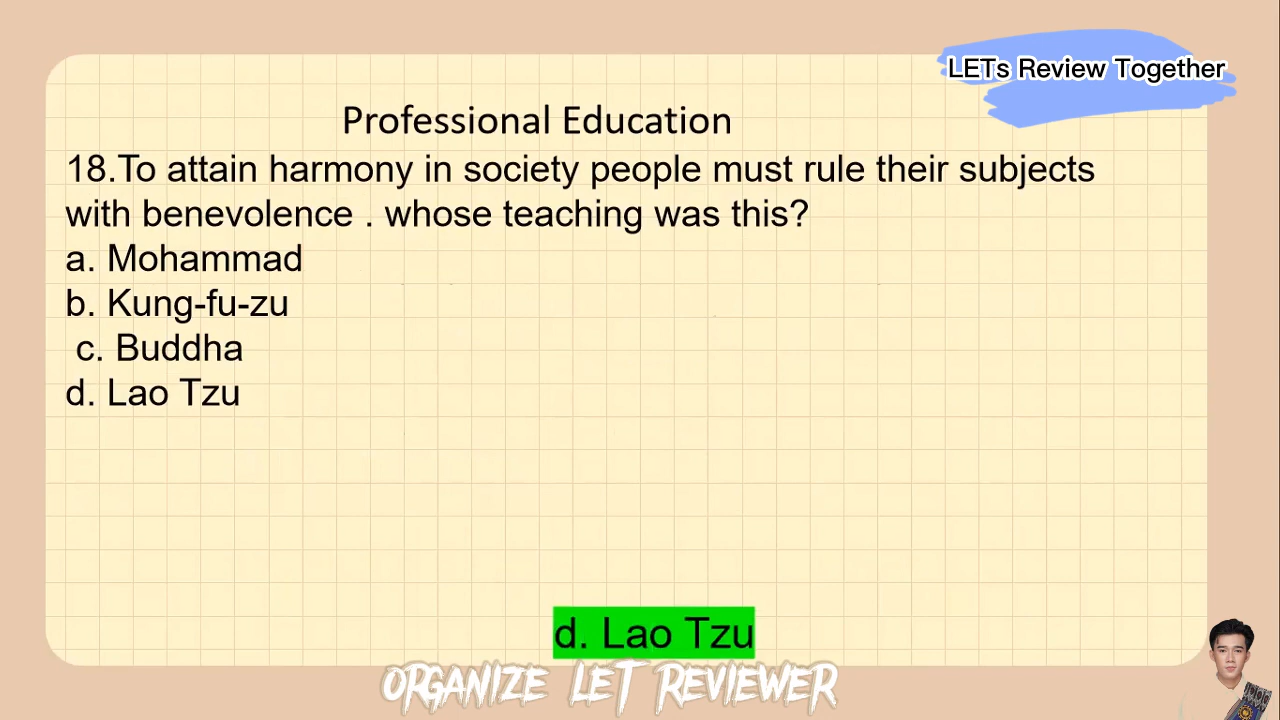 LETs Review Together
Professional Education
18.To attain harmony in society people must rule their subjects
with benevolence . whose teaching was this?
a. Mohammad
b. Kung-fu-zu
c. Buddha
d. Lao Tzu
d. Lao Tzu
ORGANIZE LET REVIEWER